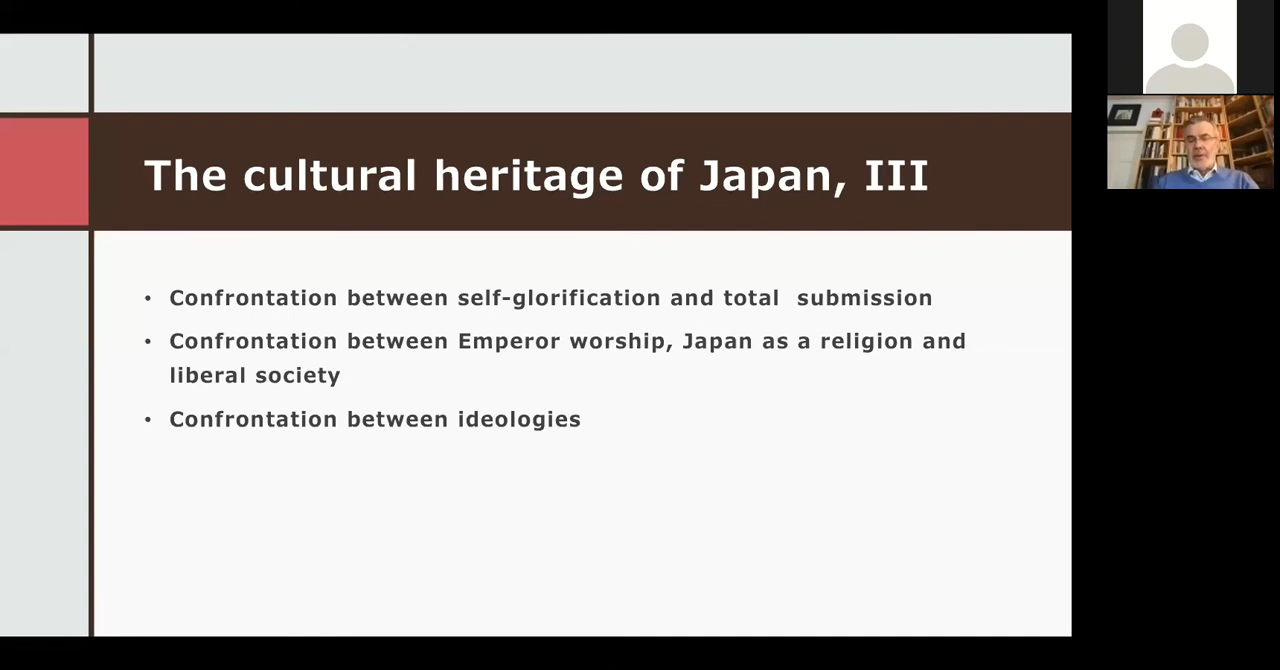 The cultural heritage of Japan, III
• Confrontation between self-glorification and total  submission
• Confrontation between Emperor worship, Japan as a religion and
liberal society
• Confrontation between ideologies